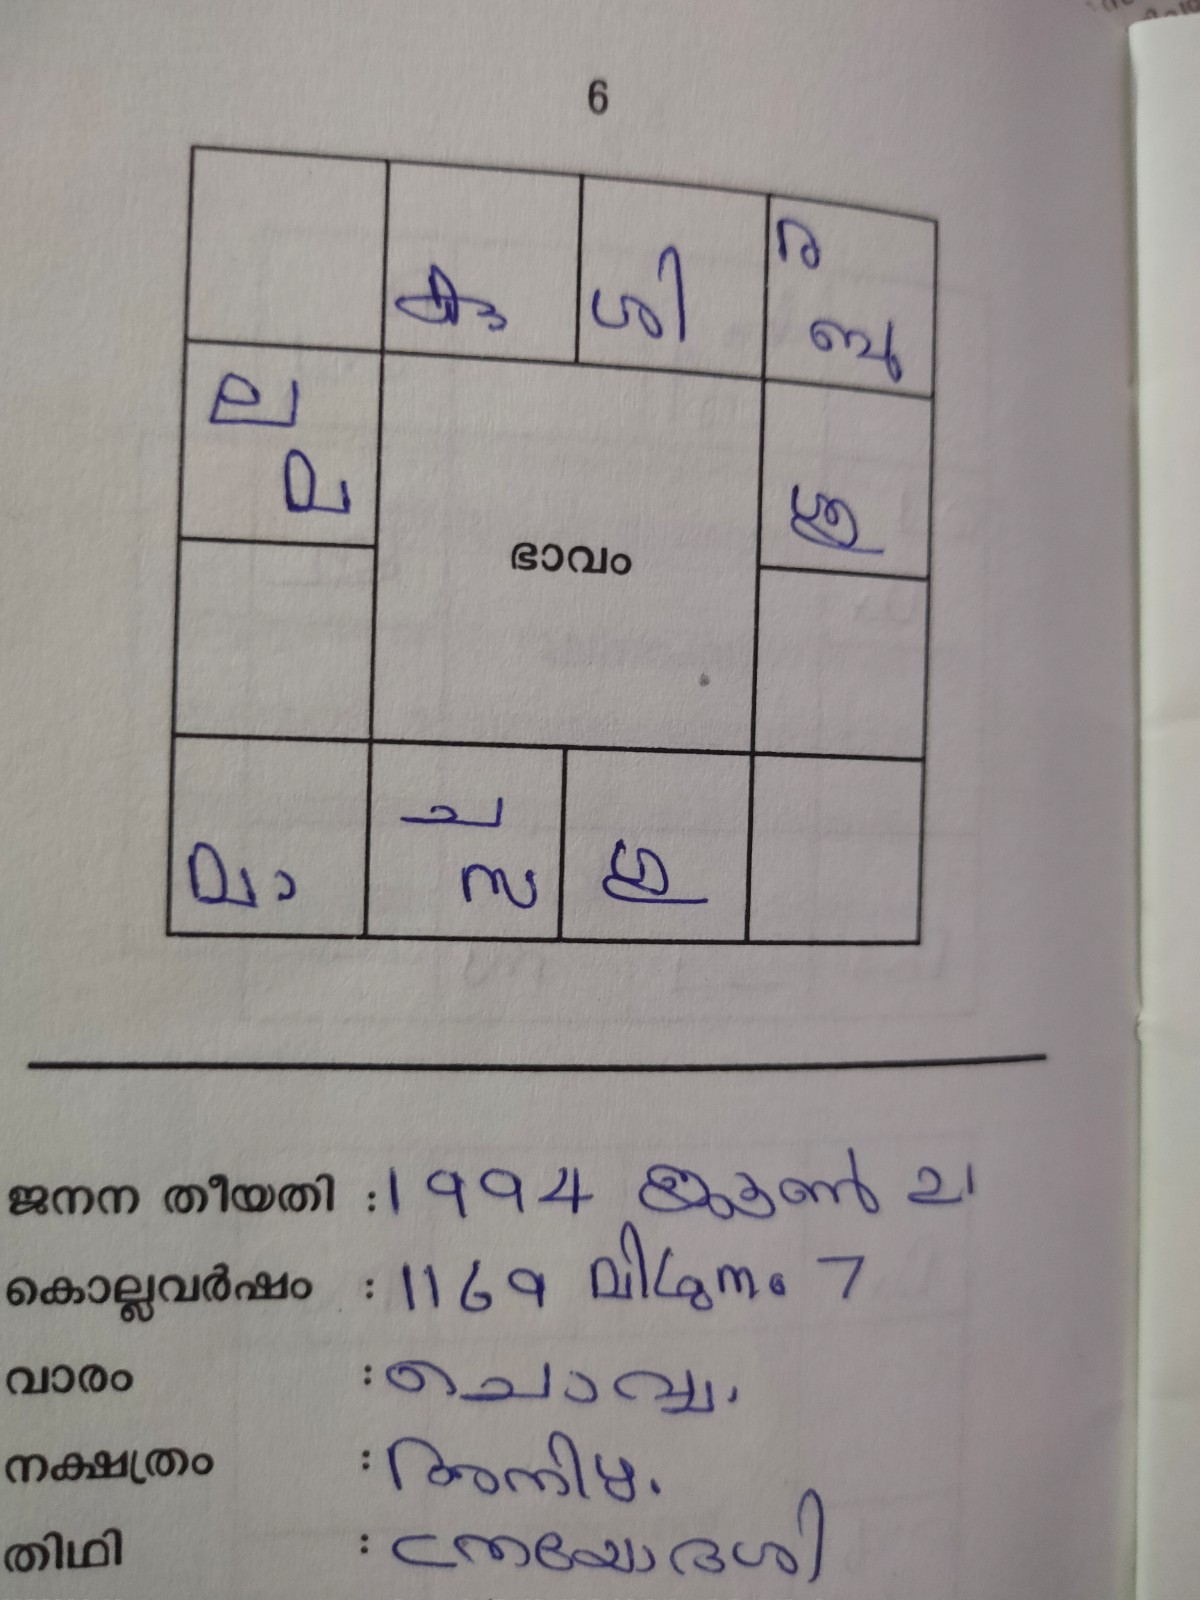 6
ര
ശി
ബു
ല
മ
ഗു
ഭാവം
ച
മാ
സ
ഗു
ജനന തീയതി : 1994 ജൂൺ 21
കൊല്ലവർഷം : 1169 മിഥുനം 7
വാരം : ചൊവ്വ.
നക്ഷത്രം : അനിഴം.
തിഥി : ത്രയോദശി